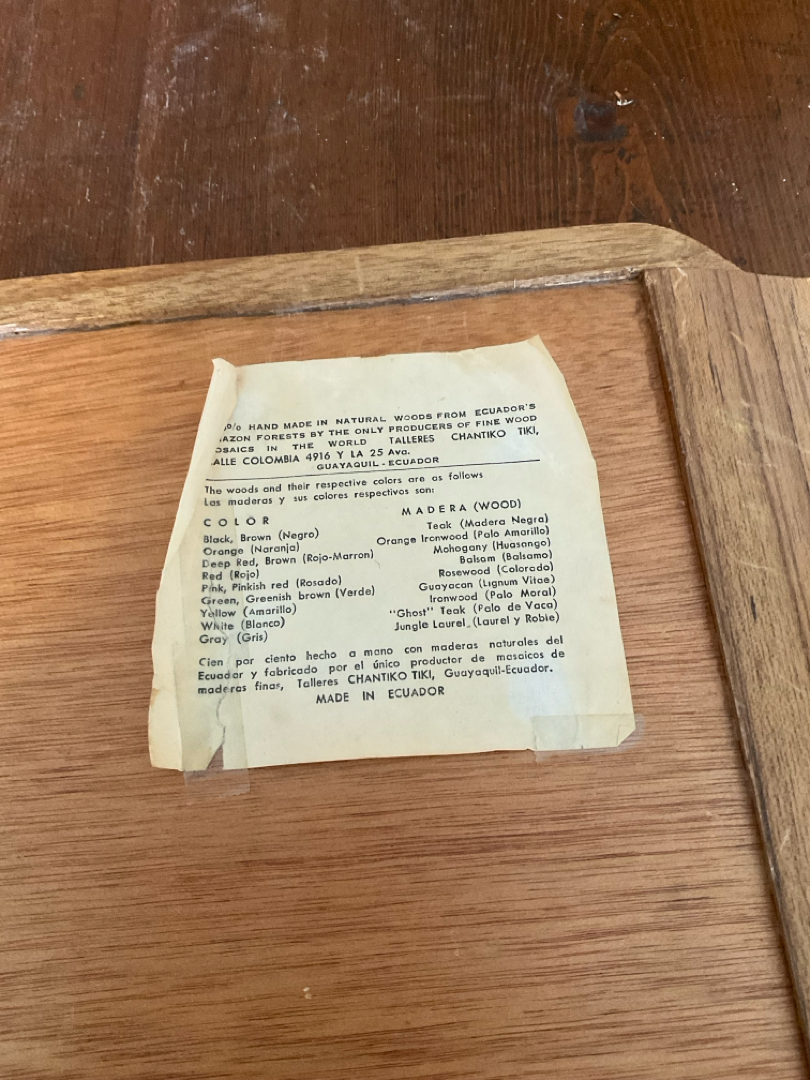 0% HAND MADE IN NATURAL WOODS FROM ECUADOR'S
AZON FORESTS BY THE ONLY PRODUCERS OF FINE WOOD
OSAICS IN THE WORLD TALLERES CHANTIKO TIKI,
ALLE COLOMBIA 4916 Y LA 25 Ava.
GUAYAQUIL - ECUADOR
The woods and their respective colors are as follows
Las maderas y sus colores respectivos son:
COLOR MADERA (WOOD)
Black, Brown (Negro) Teak (Madera Negra)
Orange (Naranja) Orange Ironwood (Palo Amarillo)
Deep Red, Brown (Rojo-Marron) Mohogany (Huasango)
Red (Rojo) Balsam (Balsamo)
Pink, Pinkish red (Rosado) Rosewood (Colorado)
Green, Greenish brown (Verde) Guayacan (Lignum Vitae)
Yellow (Amarillo) Ironwood (Palo Moral)
White (Blanco) "Ghost" Teak (Palo de Vaca)
Gray (Gris) Jungle Laurel (Laurel y Roble)
Cien por ciento hecho a mano con maderas naturales del
Ecuador y fabricado por el único productor de mosaicos de
maderas finas, Talleres CHANTIKO TIKI, Guayaquil-Ecuador.
MADE IN ECUADOR